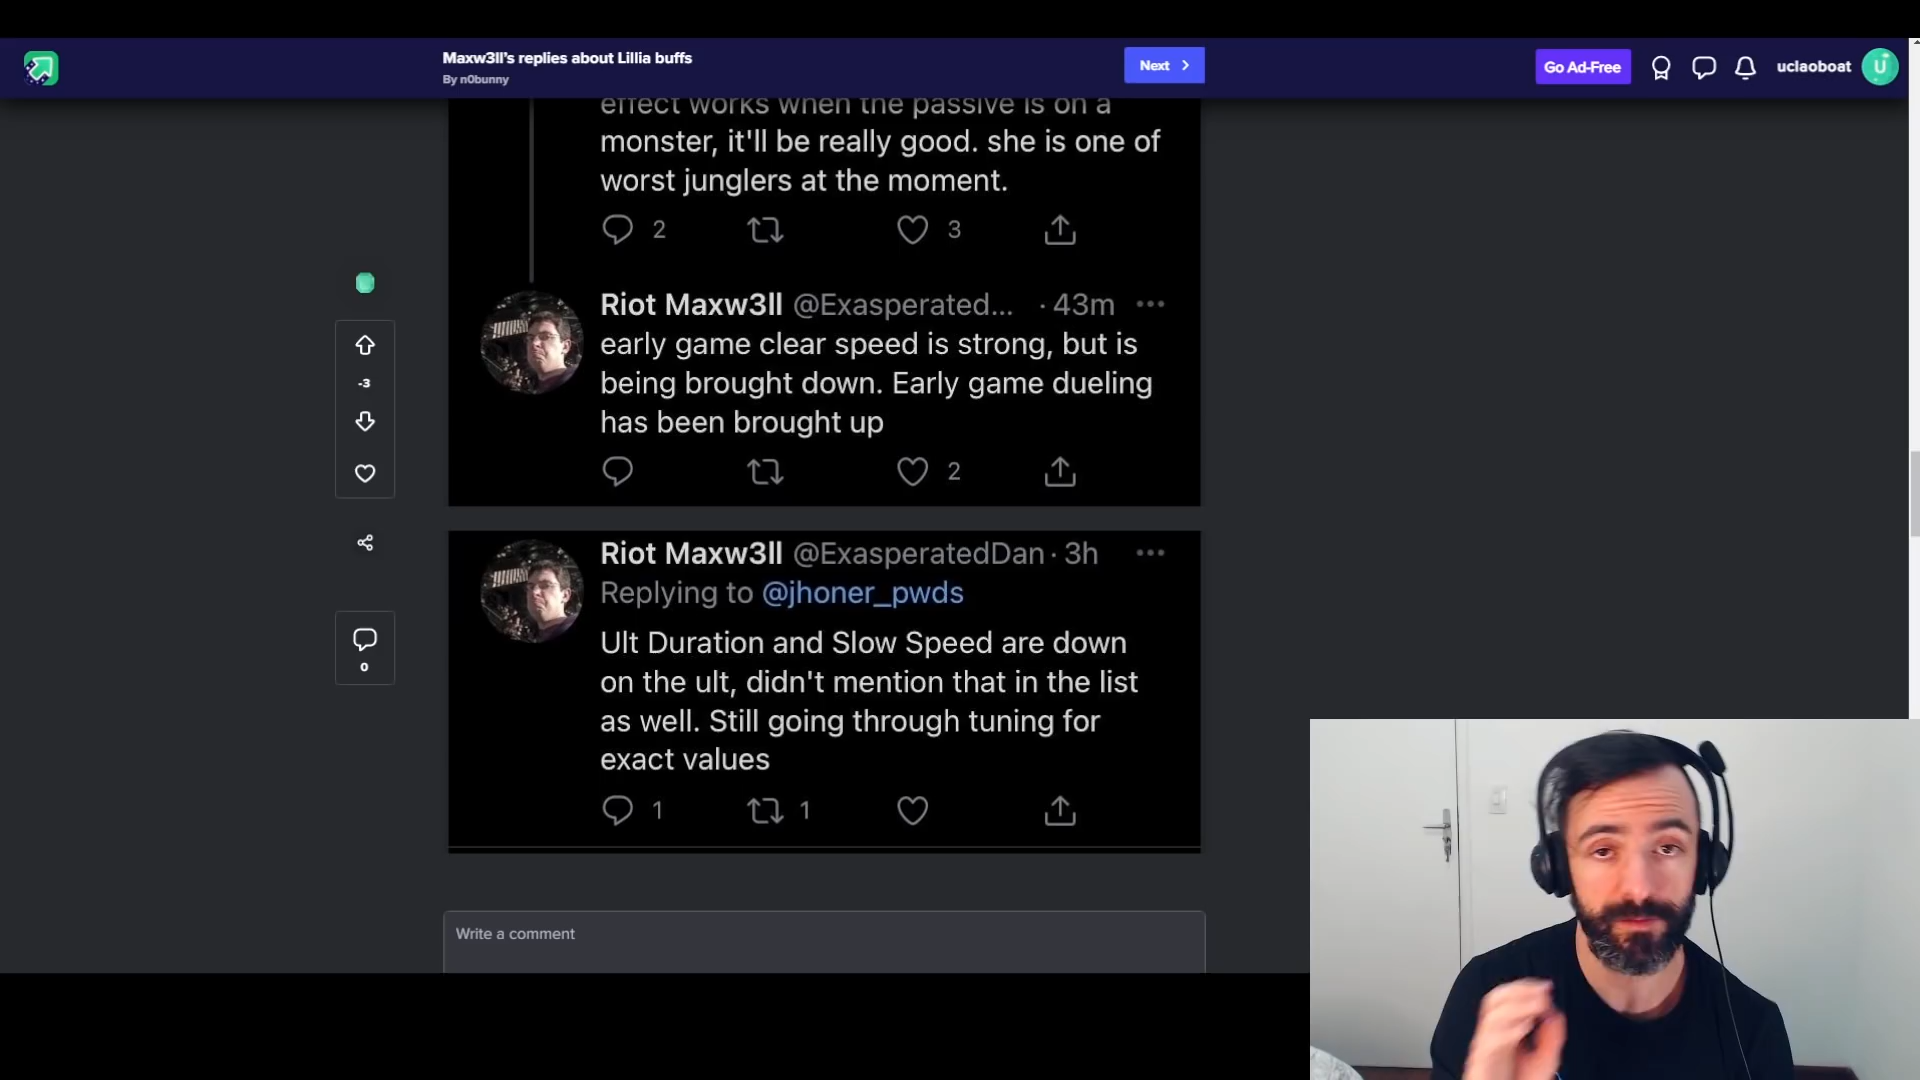 Maxw3ll's replies about Lillia buffs
By n0bunny
Next
Go Ad-Free
uclaoboat
U
effect works when the passive is on a
monster, it'll be really good. she is one of
worst junglers at the moment.
2
3
Riot Maxw3ll @Exasperated... · 43m
early game clear speed is strong, but is
being brought down. Early game dueling
has been brought up
2
-3
0
Riot Maxw3ll @ExasperatedDan · 3h
Replying to @jhoner_pwds
Ult Duration and Slow Speed are down
on the ult, didn't mention that in the list
as well. Still going through tuning for
exact values
1
1
Write a comment